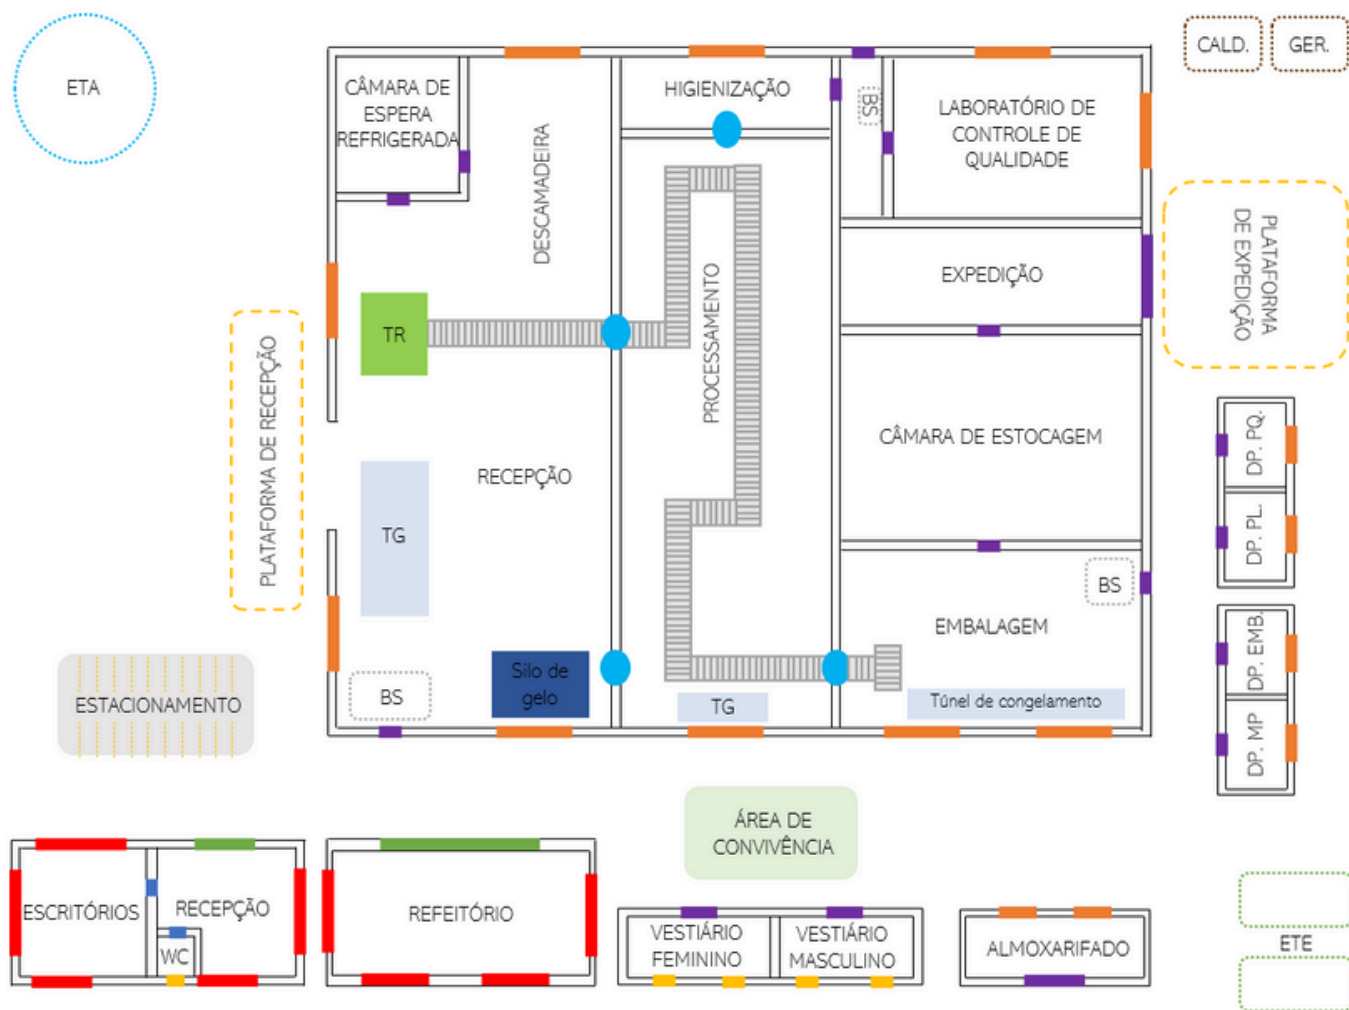 ETA
CALD.
GER.
CÂMARA DE
ESPERA
REFRIGERADA
DESCAMADEIRA
HIGIENIZAÇÃO
BS
LABORATÓRIO DE
CONTROLE DE
QUALIDADE
PLATAFORMA
DE EXPEDIÇÃO
EXPEDIÇÃO
TR
PROCESSAMENTO
PLATAFORMA DE RECEPÇÃO
RECEPÇÃO
CÂMARA DE ESTOCAGEM
DP. PQ.
DP. PL.
TG
BS
EMBALAGEM
DP. EMB.
DP. MP
Silo de
gelo
BS
TG
Túnel de congelamento
ESTACIONAMENTO
ÁREA DE
CONVIVÊNCIA
ESCRITÓRIOS
RECEPÇÃO
WC
REFEITÓRIO
VESTIÁRIO
FEMININO
VESTIÁRIO
MASCULINO
ALMOXARIFADO
ETE